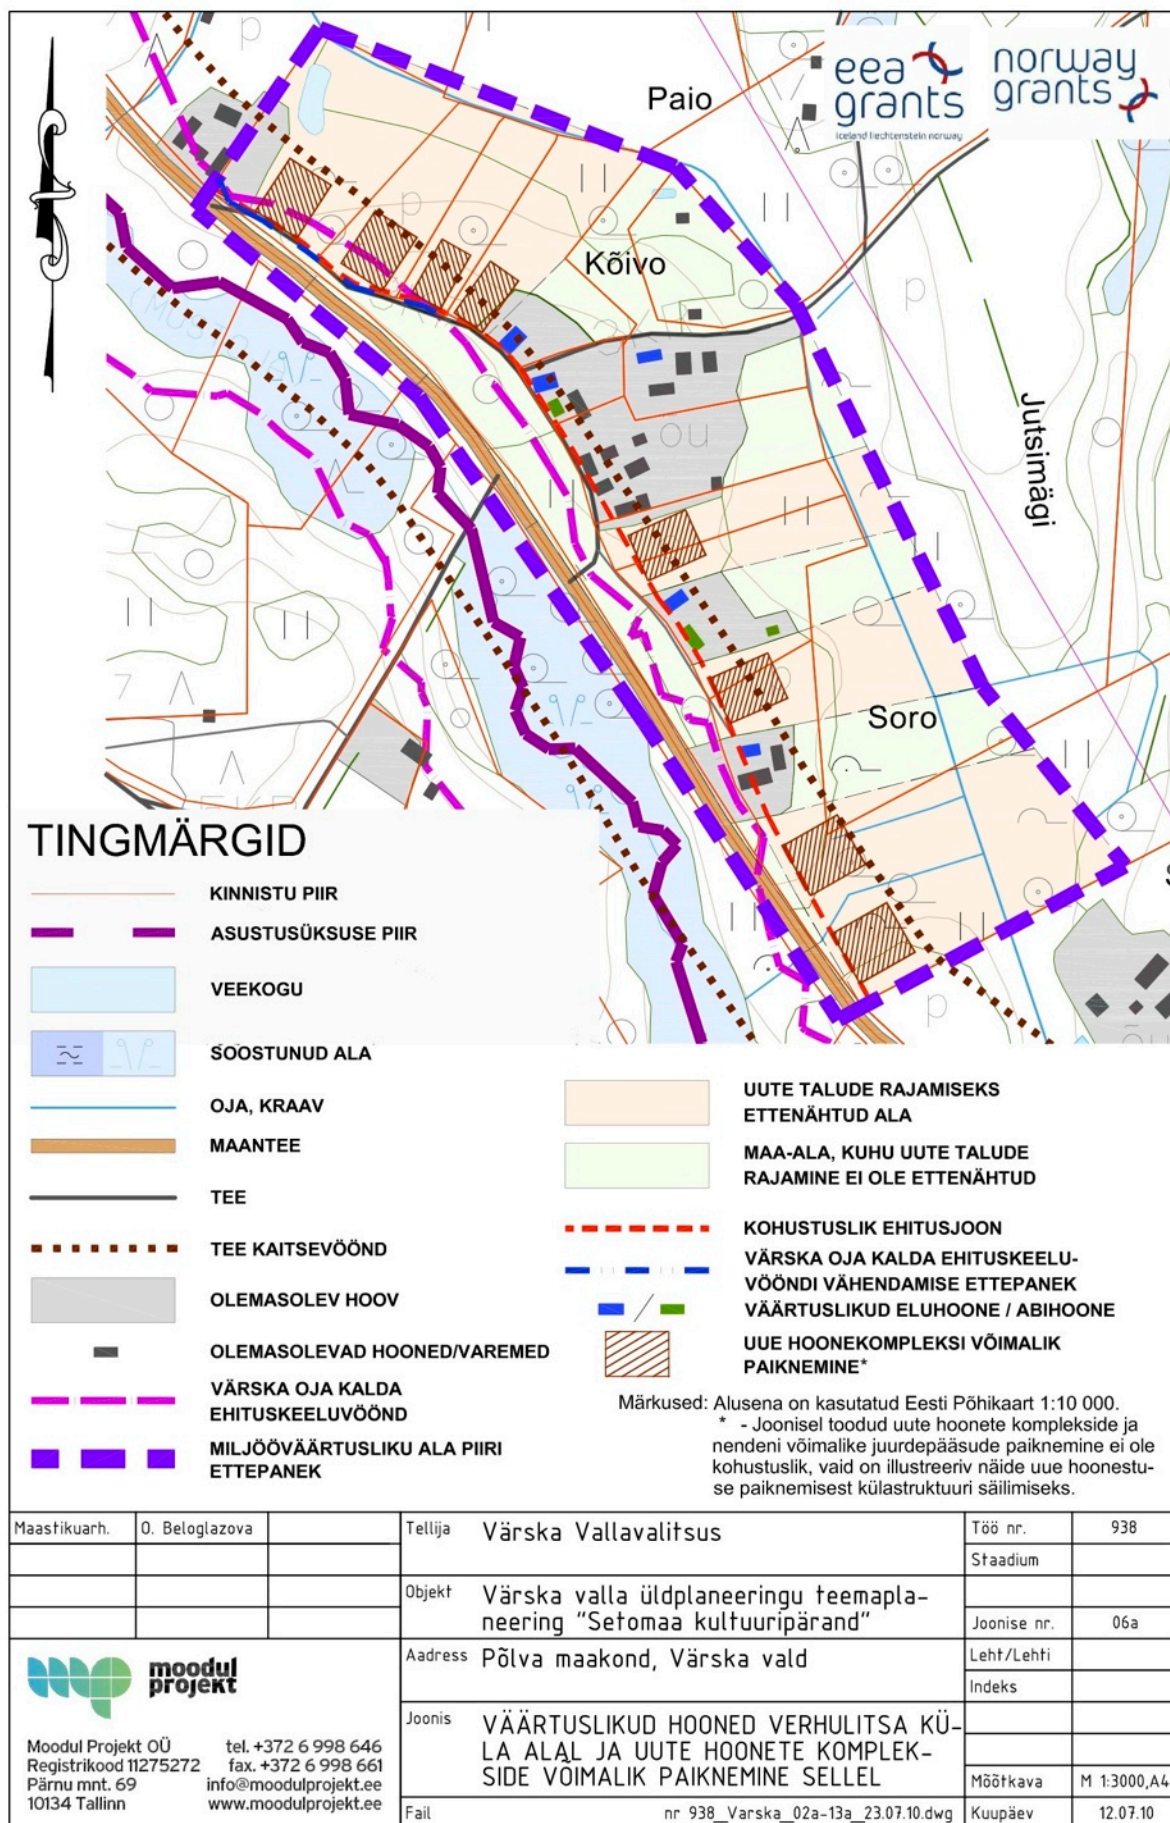 eea
grants
iceland liechtenstein norway
norway
grants
Paio
Kõivo
Jutsimägi
Soro
ou
TINGMÄRGID
KINNISTU PIIR
ASUSTUSÜKSUSE PIIR
VEEKOGU
SOOSTUNUD ALA
OJA, KRAAV
MAANTEE
TEE
TEE KAITSEVÖÖND
OLEMASOLEV HOOV
OLEMASOLEVAD HOONED/VAREMED
VÄRSKA OJA KALDA
EHITUSKEELUVÖÖND
MILJÖÖVÄÄRTUSLIKU ALA PIIRI
ETTEPANEK
UUTE TALUDE RAJAMISEKS
ETTENÄHTUD ALA
MAA-ALA, KUHU UUTE TALUDE
RAJAMINE EI OLE ETTENÄHTUD
KOHUSTUSLIK EHITUSJOON
VÄRSKA OJA KALDA EHITUSKEELU-
VÖÖNDI VÄHENDAMISE ETTEPANEK
VÄÄRTUSLIKUD ELUHOONE / ABIHOONE
UUE HOONEKOMPLEKSI VÕIMALIK
PAIKNEMINE*
Märkused: Alusena on kasutatud Eesti Põhikaart 1:10 000.
* - Joonisel toodud uute hoonete komplekside ja
nendeni võimalike juurdepääsude paiknemine ei ole
kohustuslik, vaid on illustreeriv näide uue hoonestu-
se paiknemisest külastruktuuri säilimiseks.
Maastikuarh. O. Beloglazova
Tellija Värska Vallavalitsus
Töö nr. 938
Staadium
Objekt Värska valla üldplaneeringu teemapla-
neering "Setomaa kultuuripärand"
Joonise nr. 06a
Aadress Põlva maakond, Värska vald
Leht/Lehti
Indeks
moodul
projekt
Moodul Projekt OÜ tel. +372 6 998 646
Registrikood 11275272 fax. +372 6 998 661
Pärnu mnt. 69 info@moodulprojekt.ee
10134 Tallinn www.moodulprojekt.ee
Joonis VÄÄRTUSLIKUD HOONED VERHULITSA KÜ-
LA ALAL JA UUTE HOONETE KOMPLEK-
SIDE VÕIMALIK PAIKNEMINE SELLEL
Mõõtkava M 1:3000,A4
Fail nr 938_Varska_02a-13a_23.07.10.dwg
Kuupäev 12.07.10